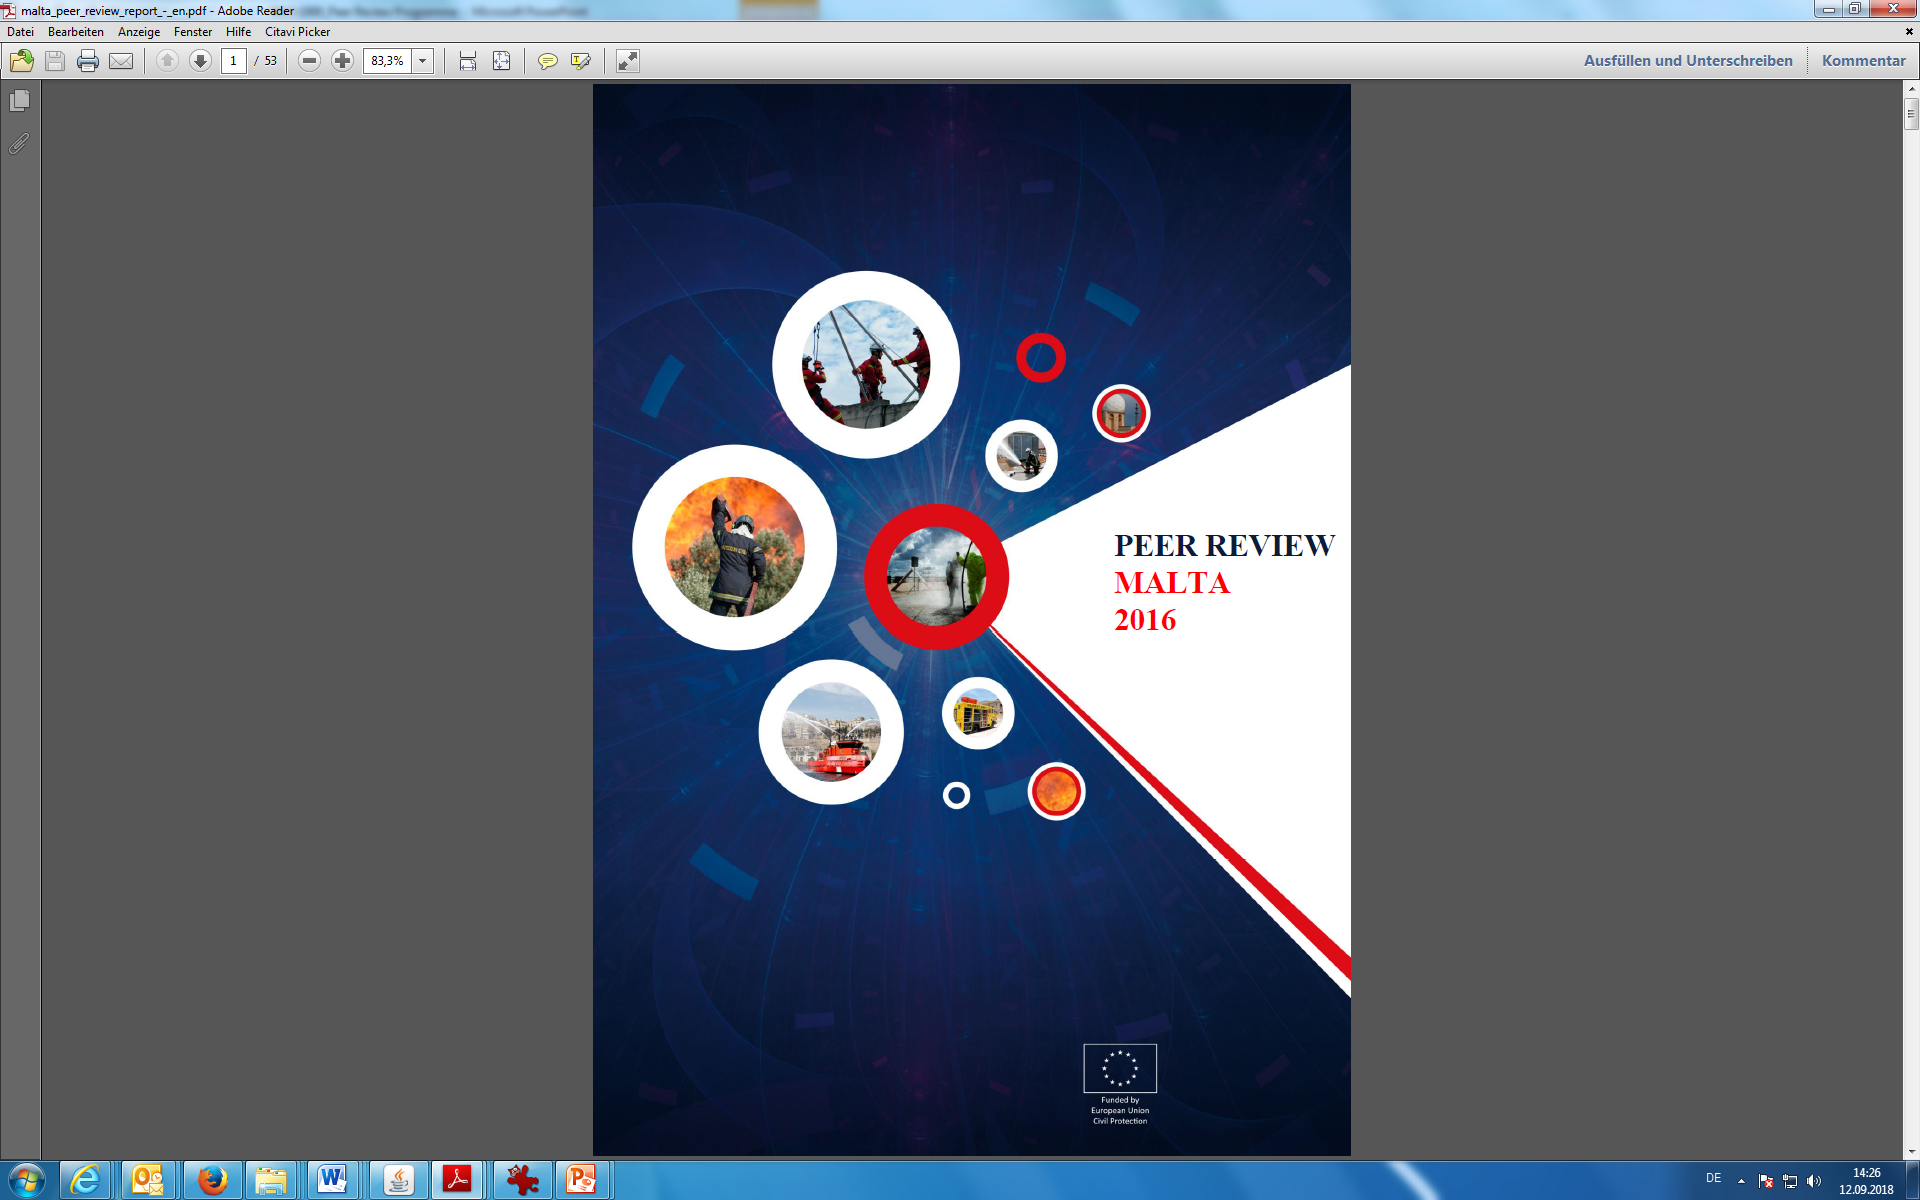 malta_peer_review_report_-_en.pdf - Adobe Reader
Datei Bearbeiten Anzeige Fenster Hilfe Citavi Picker
1 / 53 83,3% Ausfüllen und Unterschreiben Kommentar
PEER REVIEW
MALTA
2016
Funded by
European Union
Civil Protection
DE
14:26
12.09.2018